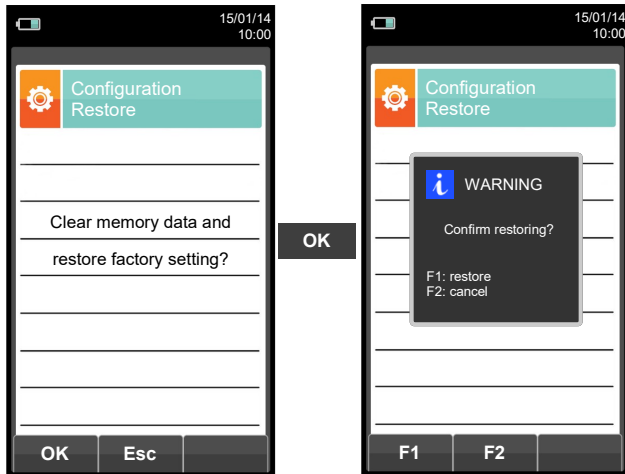 15/01/14
10:00
Configuration
Restore
Clear memory data and
restore factory setting?
OK
Esc
OK
15/01/14
10:00
Configuration
Restore
i
WARNING
Confirm restoring?
F1: restore
F2: cancel
F1
F2